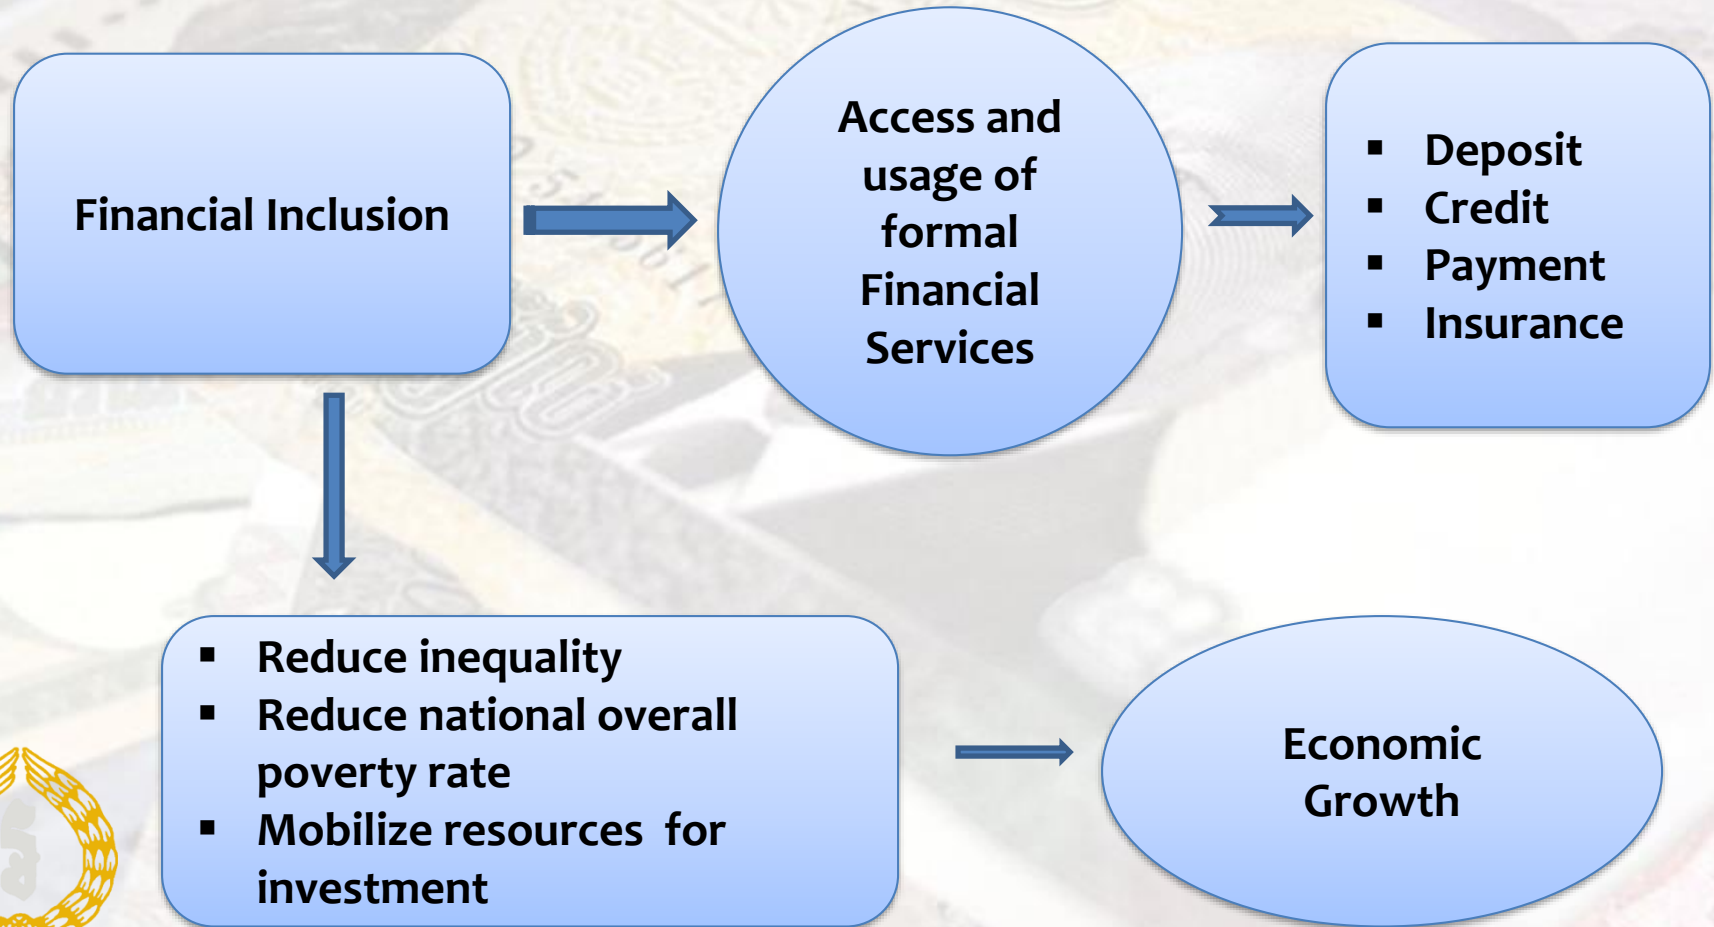 Financial Inclusion
Access and
usage of
formal
Financial
Services
▪ Deposit
▪ Credit
▪ Payment
▪ Insurance
▪ Reduce inequality
▪ Reduce national overall
poverty rate
▪ Mobilize resources for
investment
Economic
Growth